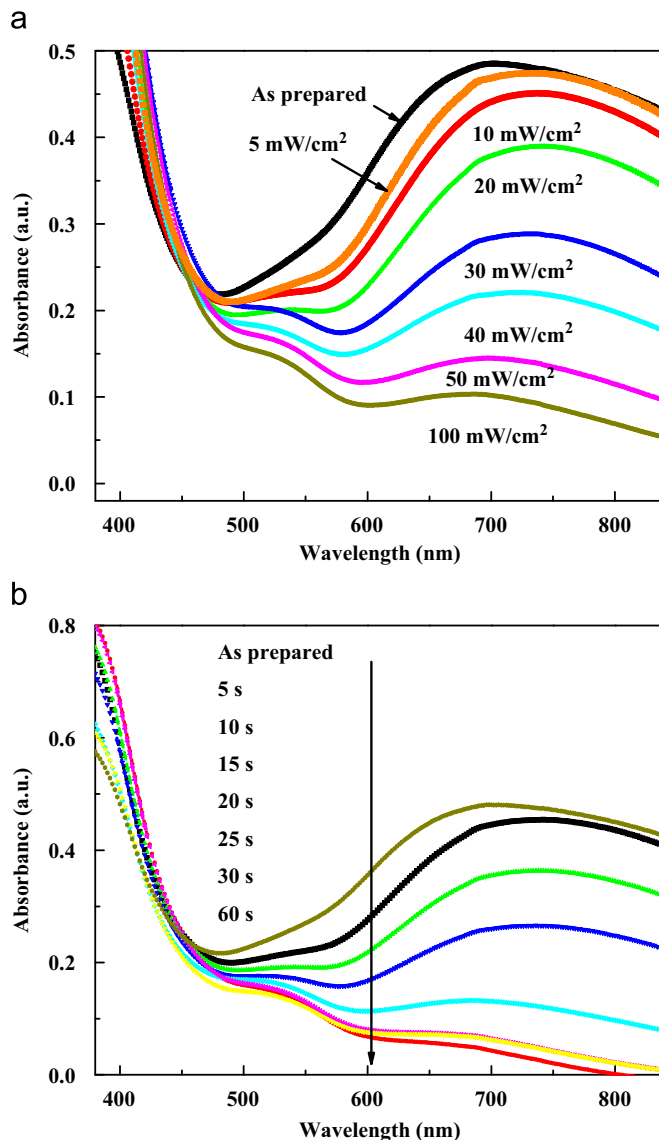 a
0.5
0.4
0.3
0.2
0.1
0.0
Absorbance (a.u.)
As prepared
5 mW/cm²
10 mW/cm²
20 mW/cm²
30 mW/cm²
40 mW/cm²
50 mW/cm²
100 mW/cm²
400 500 600 700 800
Wavelength (nm)
b
0.8
0.6
0.4
0.2
0.0
Absorbance (a.u.)
As prepared
5 s
10 s
15 s
20 s
25 s
30 s
60 s
400 500 600 700 800
Wavelength (nm)